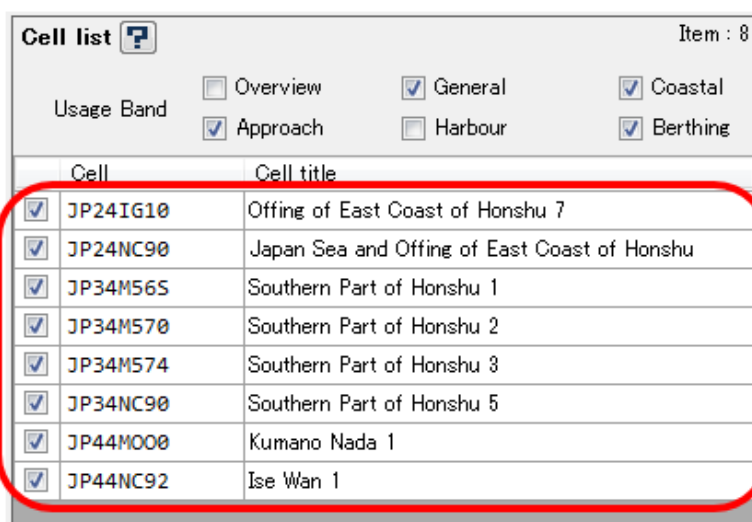 Cell list ? Item : 8
Overview General Coastal
Usage Band
Approach Harbour Berthing
Cell Cell title
JP24IG10 Offing of East Coast of Honshu 7
JP24NC90 Japan Sea and Offing of East Coast of Honshu
JP34M56S Southern Part of Honshu 1
JP34M570 Southern Part of Honshu 2
JP34M574 Southern Part of Honshu 3
JP34NC90 Southern Part of Honshu 5
JP44MOO0 Kumano Nada 1
JP44NC92 Ise Wan 1